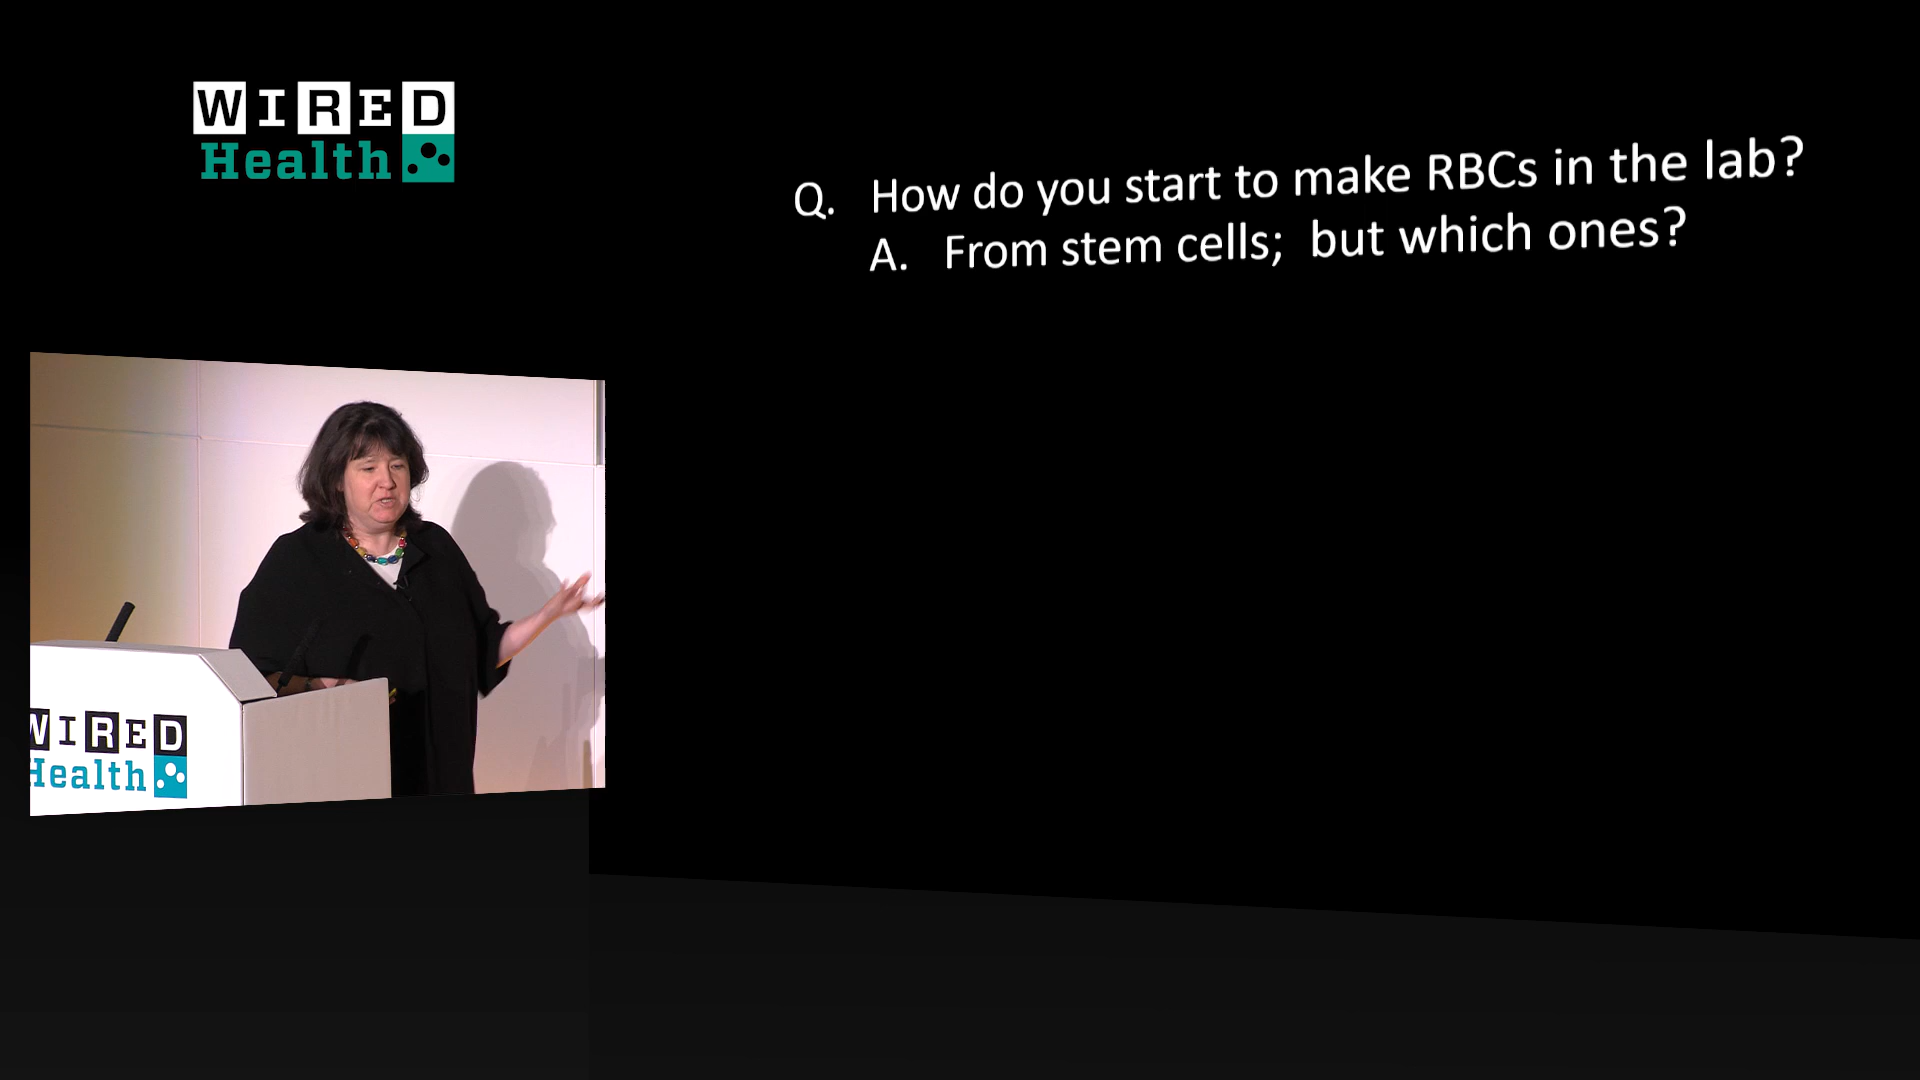 WIRED
Health
Q. How do you start to make RBCs in the lab?
A. From stem cells; but which ones?
WIRED
Health